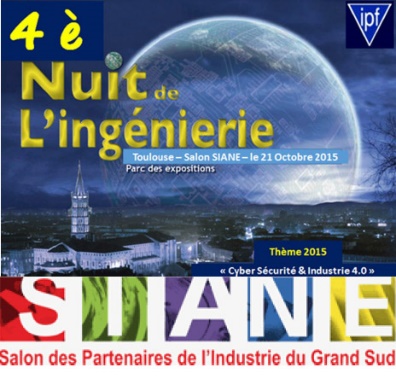 4 è
ipf
Nuit de
L'ingénierie
Toulouse – Salon SIANE – le 21 Octobre 2015
Parc des expositions
Thème 2015
« Cyber Sécurité & Industrie 4.0 »
SIANE
Salon des Partenaires de l'Industrie du Grand Sud